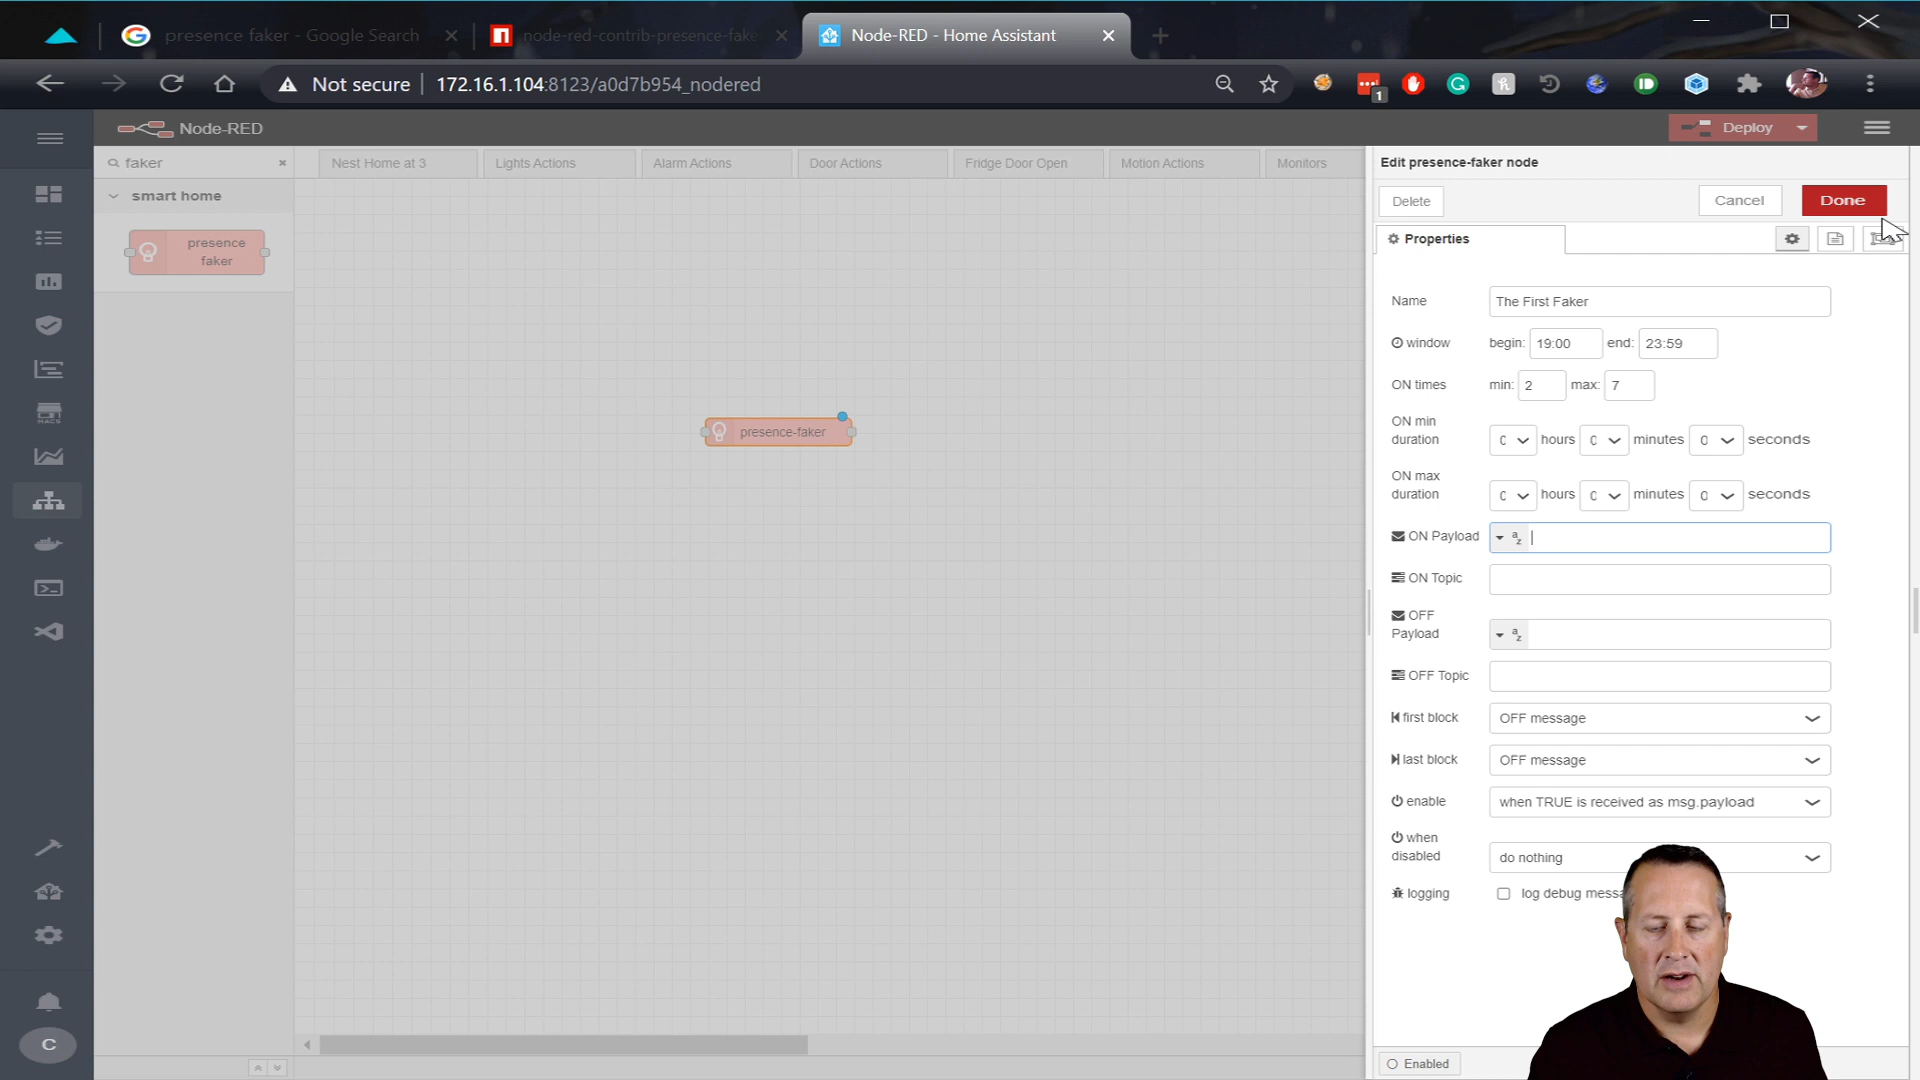 presence faker - Google Search
node-red-contrib-presence-fake
Node-RED - Home Assistant
Not secure
172.16.1.104:8123/a0d7b954_nodered
1
Node-RED
Deploy
faker
Nest Home at 3
Lights Actions
Alarm Actions
Door Actions
Fridge Door Open
Motion Actions
Monitors
Edit presence-faker node
smart home
Delete
Cancel
Done
presence
faker
Properties
Name
The First Faker
window
begin:
19:00
end:
23:59
ON times
min:
2
max:
7
presence-faker
ON min
duration
hours
minutes
0
seconds
ON max
duration
hours
minutes
0
seconds
ON Payload
ON Topic
OFF
Payload
OFF Topic
first block
OFF message
last block
OFF message
enable
when TRUE is received as msg.payload
when
disabled
do nothing
logging
log debug messa
HACS
C
Enabled